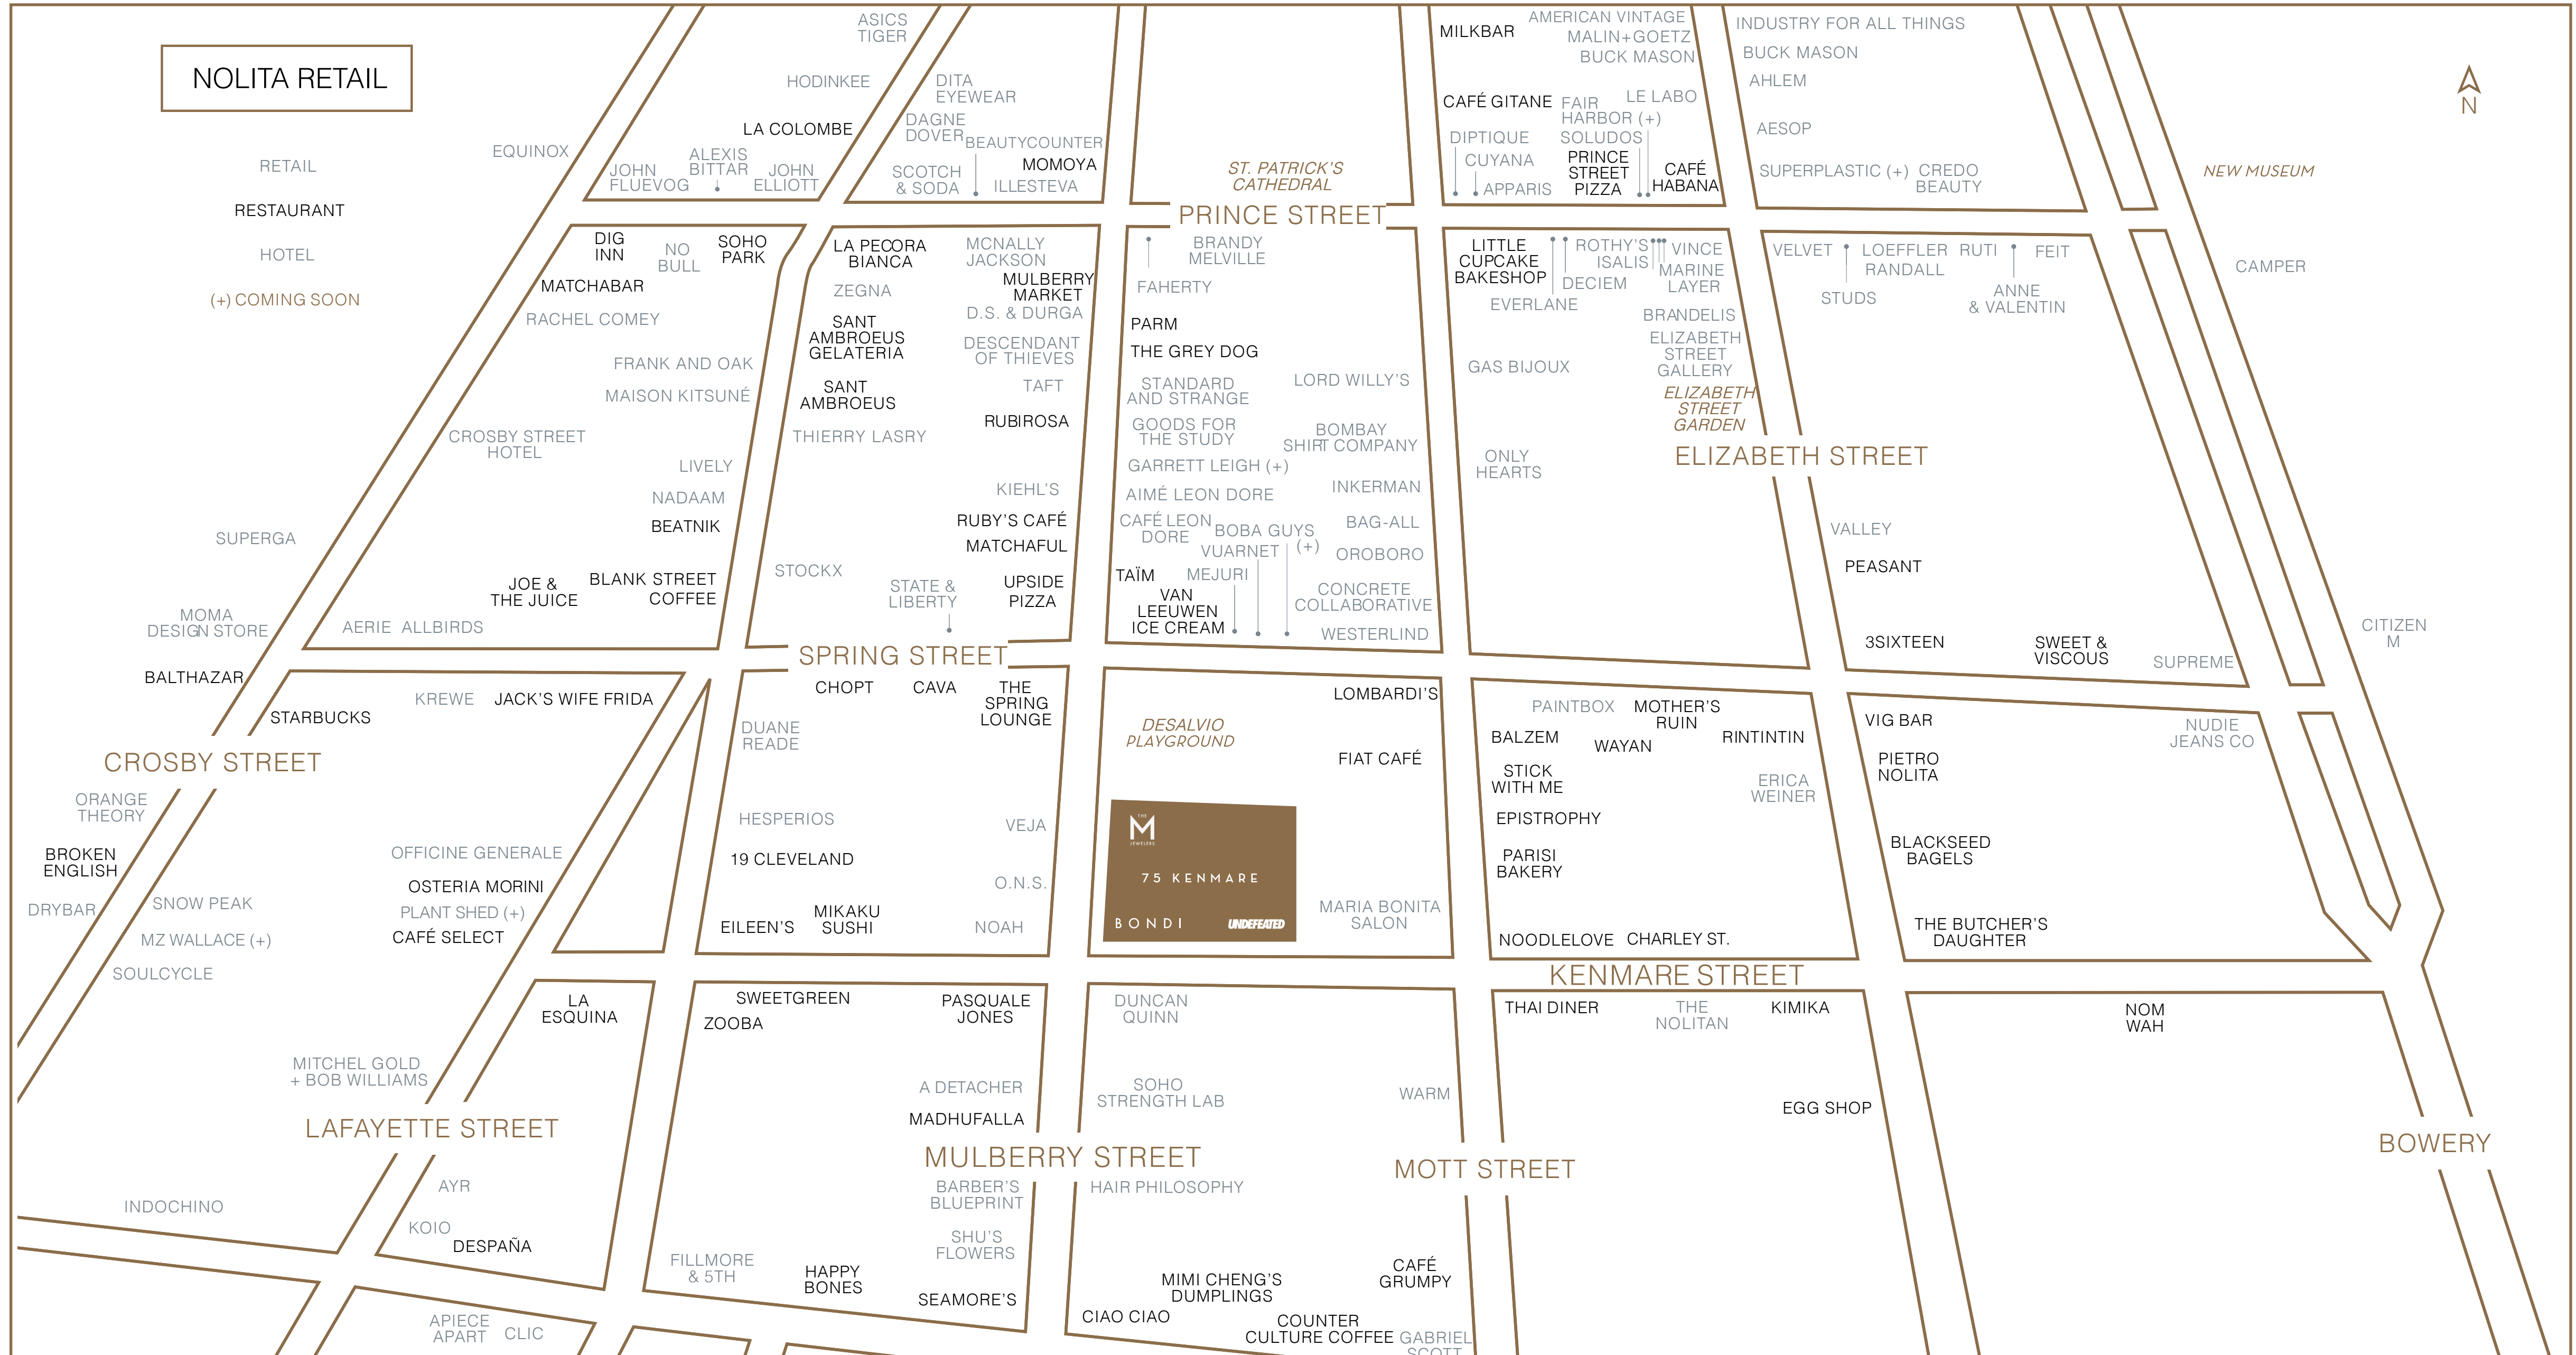 NOLITA RETAIL
RETAIL
RESTAURANT
HOTEL
(+) COMING SOON
N
EQUINOX
ASICS
TIGER
HODINKEE
LA COLOMBE
JOHN
FLUEVOG
ALEXIS
BITTAR
JOHN
ELLIOTT
DITA
EYEWEAR
DAGNE
DOVER
BEAUTYCOUNTER
MOMOYA
SCOTCH
& SODA
ILLESTEVA
ST. PATRICK'S
CATHEDRAL
PRINCE STREET
MILKBAR
AMERICAN VINTAGE
MALIN+GOETZ
BUCK MASON
CAFÉ GITANE
FAIR
HARBOR (+)
LE LABO
DIPTIQUE
SOLUDOS
CUYANA
APPARIS
PRINCE
STREET
PIZZA
CAFÉ
HABANA
INDUSTRY FOR ALL THINGS
BUCK MASON
AHLEM
AESOP
SUPERPLASTIC (+)
CREDO
BEAUTY
NEW MUSEUM
CAMPER
DIG
INN
NO
BULL
SOHO
PARK
MATCHABAR
RACHEL COMEY
FRANK AND OAK
MAISON KITSUNÉ
CROSBY STREET
HOTEL
LIVELY
NADAAM
BEATNIK
JOE &
THE JUICE
BLANK STREET
COFFEE
AERIE
ALLBIRDS
LA PECORA
BIANCA
MCNALLY
JACKSON
MULBERRY
MARKET
ZEGNA
D.S. & DURGA
SANT
AMBROEUS
GELATERIA
DESCENDANT
OF THIEVES
SANT
AMBROEUS
TAFT
RUBIROSA
THIERRY LASRY
KIEHL'S
RUBY'S CAFÉ
MATCHAFUL
STOCKX
STATE &
LIBERTY
UPSIDE
PIZZA
SPRING STREET
BRANDY
MELVILLE
FAHERTY
PARM
THE GREY DOG
STANDARD
AND STRANGE
LORD WILLY'S
GOODS FOR
THE STUDY
BOMBAY
SHIRT COMPANY
GARRETT LEIGH (+)
AIMÉ LEON DORE
INKERMAN
CAFÉ LEON
DORE
BOBA GUYS
(+)
BAG-ALL
VUARNET
OROBORO
TAÏM
MEJURI
VAN
LEEUWEN
ICE CREAM
CONCRETE
COLLABORATIVE
WESTERLIND
LITTLE
CUPCAKE
BAKESHOP
ROTHY'S
ISALIS
VINCE
DECIEM
MARINE
LAYER
EVERLANE
BRANDELIS
ELIZABETH
STREET
GALLERY
GAS BIJOUX
ELIZABETH
STREET
GARDEN
ONLY
HEARTS
ELIZABETH STREET
VELVET
LOEFFLER
RANDALL
RUTI
FEIT
STUDS
ANNE
& VALENTIN
VALLEY
PEASANT
3SIXTEEN
SWEET &
VISCOUS
SUPREME
CITIZEN
M
SUPERGA
MOMA
DESIGN STORE
BALTHAZAR
STARBUCKS
KREWE
JACK'S WIFE FRIDA
CROSBY STREET
ORANGE
THEORY
BROKEN
ENGLISH
DRYBAR
SNOW PEAK
MZ WALLACE (+)
SOULCYCLE
OFFICINE GENERALE
OSTERIA MORINI
PLANT SHED (+)
CAFÉ SELECT
MITCHEL GOLD
+ BOB WILLIAMS
CHOPT
CAVA
THE
SPRING
LOUNGE
DUANE
READE
HESPERIOS
VEJA
19 CLEVELAND
O.N.S.
EILEEN'S
MIKAKU
SUSHI
NOAH
DESALVIO
PLAYGROUND
LOMBARDI'S
FIAT CAFÉ
THE
M
JEWELERS
75 KENMARE
BONDI
UNDEFEATED
MARIA BONITA
SALON
PAINTBOX
MOTHER'S
RUIN
BALZEM
WAYAN
RINTINTIN
STICK
WITH ME
ERICA
WEINER
EPISTROPHY
PARISI
BAKERY
NOODLELOVE
CHARLEY ST.
KENMARE STREET
VIG BAR
NUDIE
JEANS CO
PIETRO
NOLITA
BLACKSEED
BAGELS
THE BUTCHER'S
DAUGHTER
LA
ESQUINA
SWEETGREEN
ZOOBA
PASQUALE
JONES
A DETACHER
MADHUFALLA
LAFAYETTE STREET
MULBERRY STREET
DUNCAN
QUINN
SOHO
STRENGTH LAB
WARM
MOTT STREET
THAI DINER
THE
NOLITAN
KIMIKA
EGG SHOP
NOM
WAH
BOWERY
INDOCHINO
AYR
KOIO
DESPAÑA
BARBER'S
BLUEPRINT
HAIR PHILOSOPHY
SHU'S
FLOWERS
FILLMORE
& 5TH
HAPPY
BONES
SEAMORE'S
MIMI CHENG'S
DUMPLINGS
CAFÉ
GRUMPY
CIAO CIAO
COUNTER
CULTURE COFFEE
GABRIEL
SCOTT
APIECE
APART
CLIC